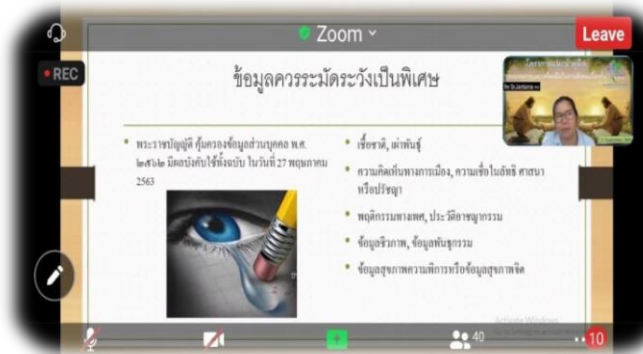 Zoom
Leave
REC
ข้อมูลควรระมัดระวังเป็นพิเศษ
พระราชบัญญัติ คุ้มครองข้อมูลส่วนบุคคล พ.ศ.
๒๕๖๒ มีผลบังคับใช้ทั้งฉบับ ในวันที่ 27 พฤษภาคม
2563
เชื้อชาติ, เผ่าพันธุ์
ความคิดเห็นทางการเมือง, ความเชื่อในลัทธิ ศาสนา
หรือปรัชญา
พฤติกรรมทางเพศ, ประวัติอาชญากรรม
ข้อมูลชีวภาพ, ข้อมูลพันธุกรรม
ข้อมูลสุขภาพความพิการหรือข้อมูลสุขภาพจิต
Activate Windows
40
10